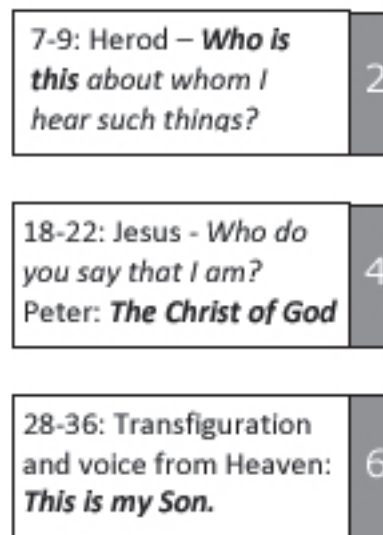 7-9: Herod – Who is
this about whom I
hear such things?
2
18-22: Jesus - Who do
you say that I am?
Peter: The Christ of God
4
28-36: Transfiguration
and voice from Heaven:
This is my Son.
6